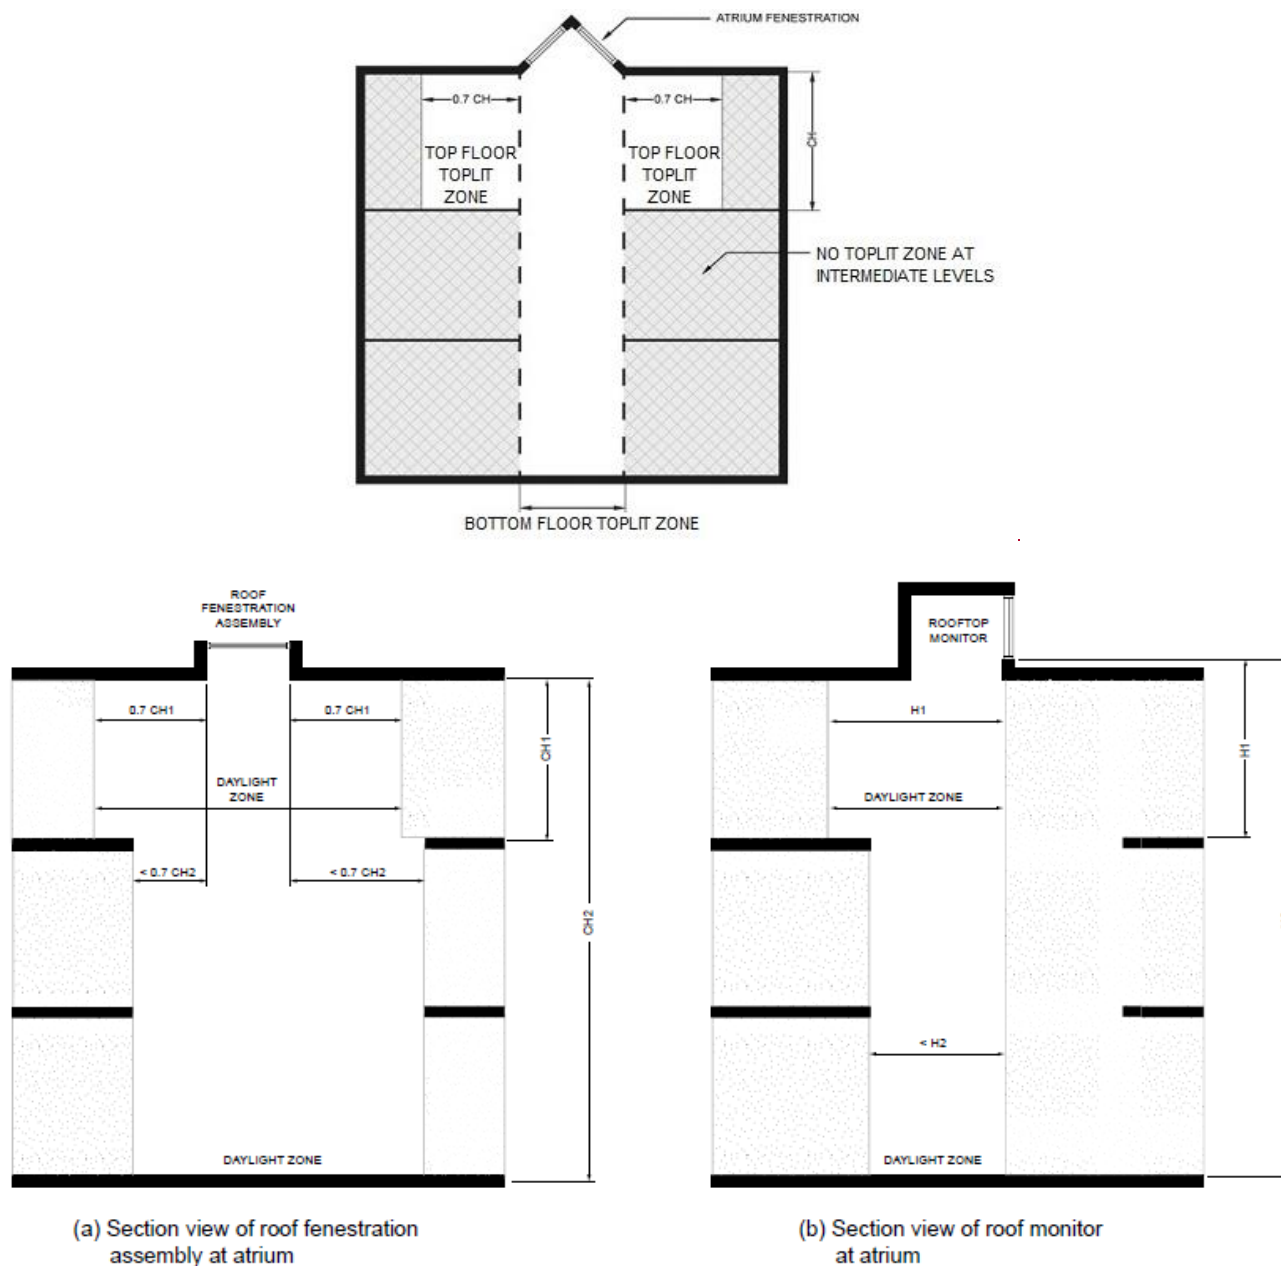 ATRIUM FENESTRATION
0.7 CH
0.7 CH
CH
TOP FLOOR
TOPLIT
ZONE
TOP FLOOR
TOPLIT
ZONE
NO TOPLIT ZONE AT
INTERMEDIATE LEVELS
BOTTOM FLOOR TOPLIT ZONE
ROOF
FENESTRATION
ASSEMBLY
0.7 CH1
0.7 CH1
CH1
DAYLIGHT
ZONE
< 0.7 CH2
< 0.7 CH2
CH2
DAYLIGHT ZONE
(a) Section view of roof fenestration
assembly at atrium
ROOFTOP
MONITOR
H1
H1
DAYLIGHT ZONE
< H2
DAYLIGHT ZONE
(b) Section view of roof monitor
at atrium